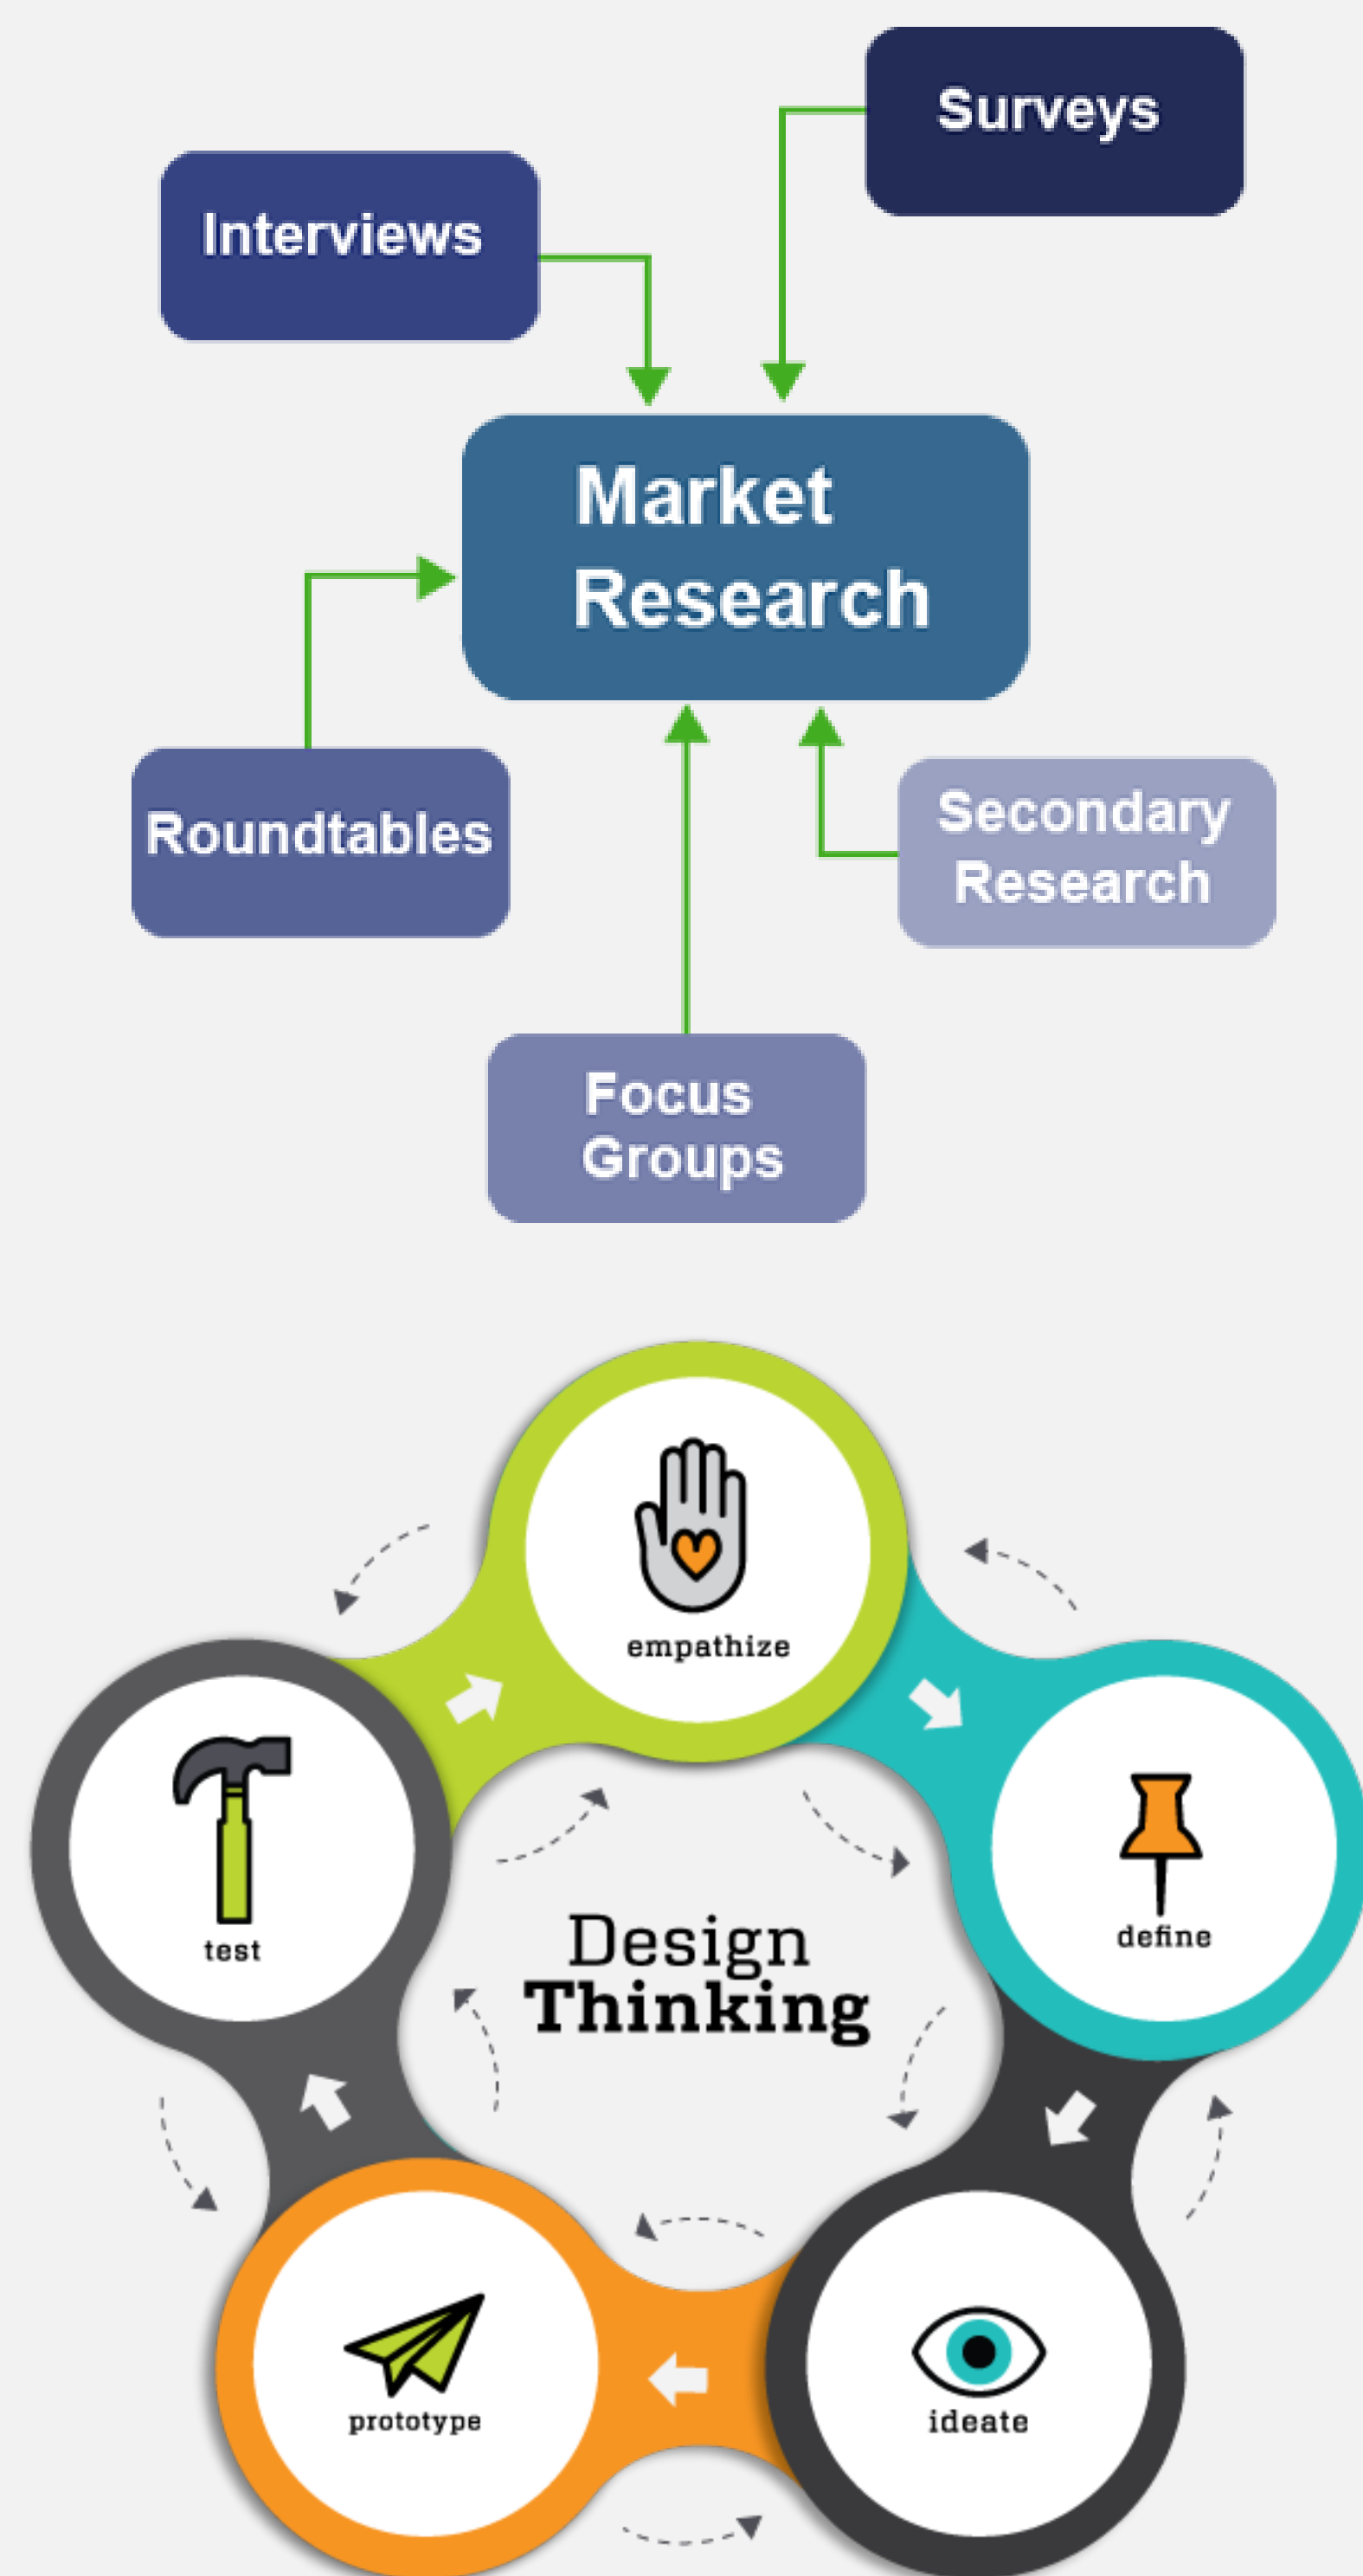 Surveys
Interviews
Market
Research
Roundtables
Secondary
Research
Focus
Groups
empathize
test
define
Design
Thinking
prototype
ideate